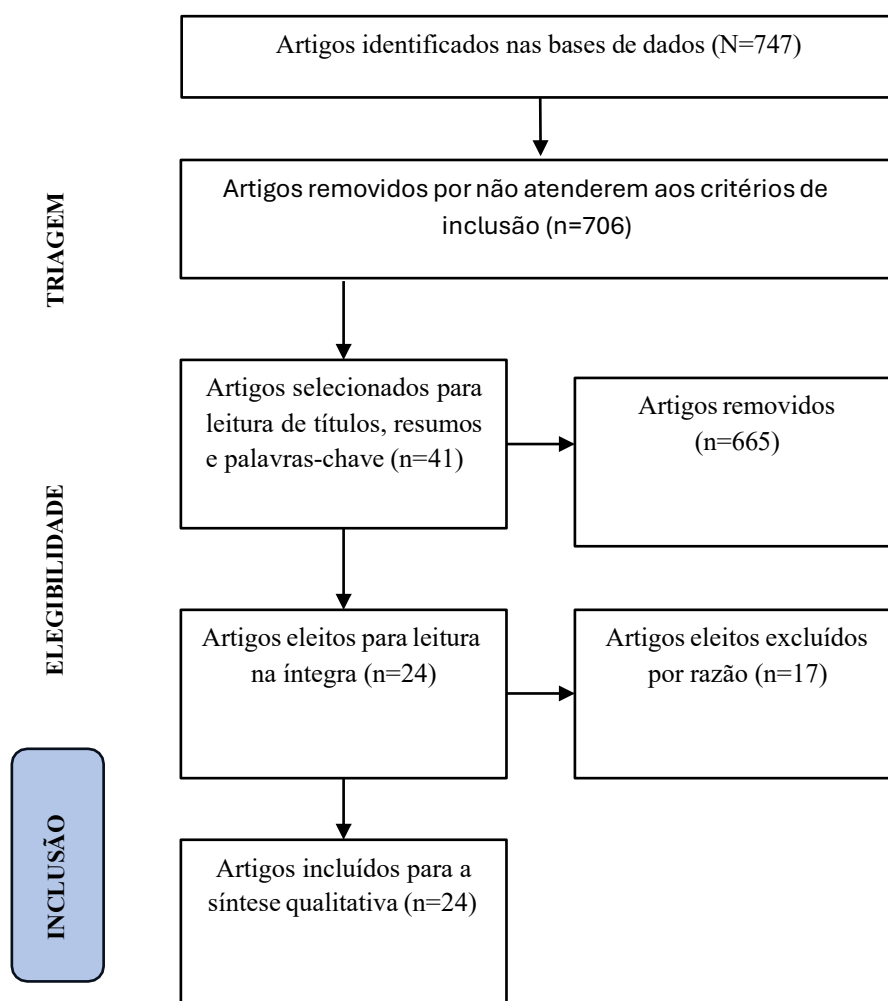 Artigos identificados nas bases de dados (N=747)
TRIAGEM
Artigos removidos por não atenderem aos critérios de
inclusão (n=706)
Artigos selecionados para
leitura de títulos, resumos
e palavras-chave (n=41)
Artigos removidos
(n=665)
ELEGIBILIDADE
Artigos eleitos para leitura
na íntegra (n=24)
Artigos eleitos excluídos
por razão (n=17)
INCLUSÃO
Artigos incluídos para a
síntese qualitativa (n=24)